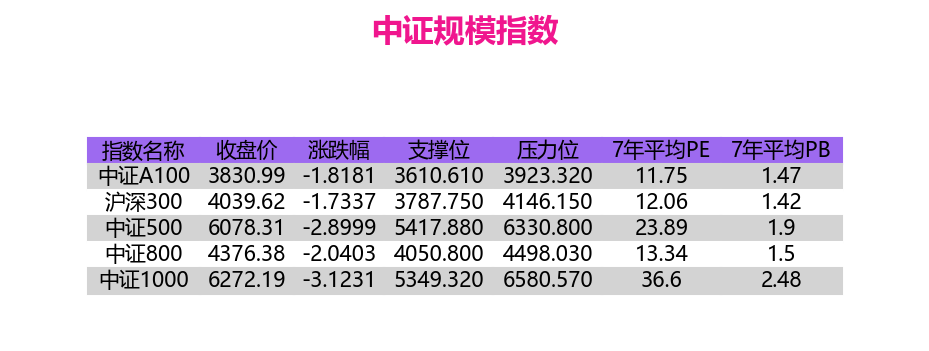 中证规模指数
指数名称 收盘价 涨跌幅 支撑位 压力位 7年平均PE 7年平均PB
中证A100 3830.99 -1.8181 3610.610 3923.320 11.75 1.47
沪深300 4039.62 -1.7337 3787.750 4146.150 12.06 1.42
中证500 6078.31 -2.8999 5417.880 6330.800 23.89 1.9
中证800 4376.38 -2.0403 4050.800 4498.030 13.34 1.5
中证1000 6272.19 -3.1231 5349.320 6580.570 36.6 2.48